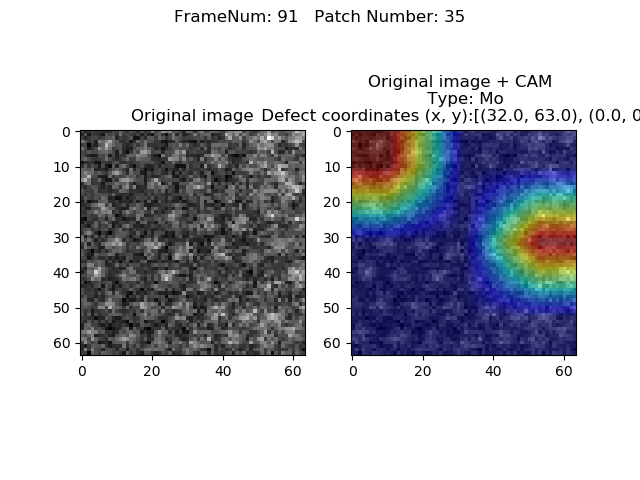 FrameNum: 91   Patch Number: 35
Original image + CAM
Type: Mo
Original image
Defect coordinates (x, y):[(32.0, 63.0), (0.0, 0
0
10
20
30
40
50
60
0 20 40 60
0
10
20
30
40
50
60
0 20 40 60